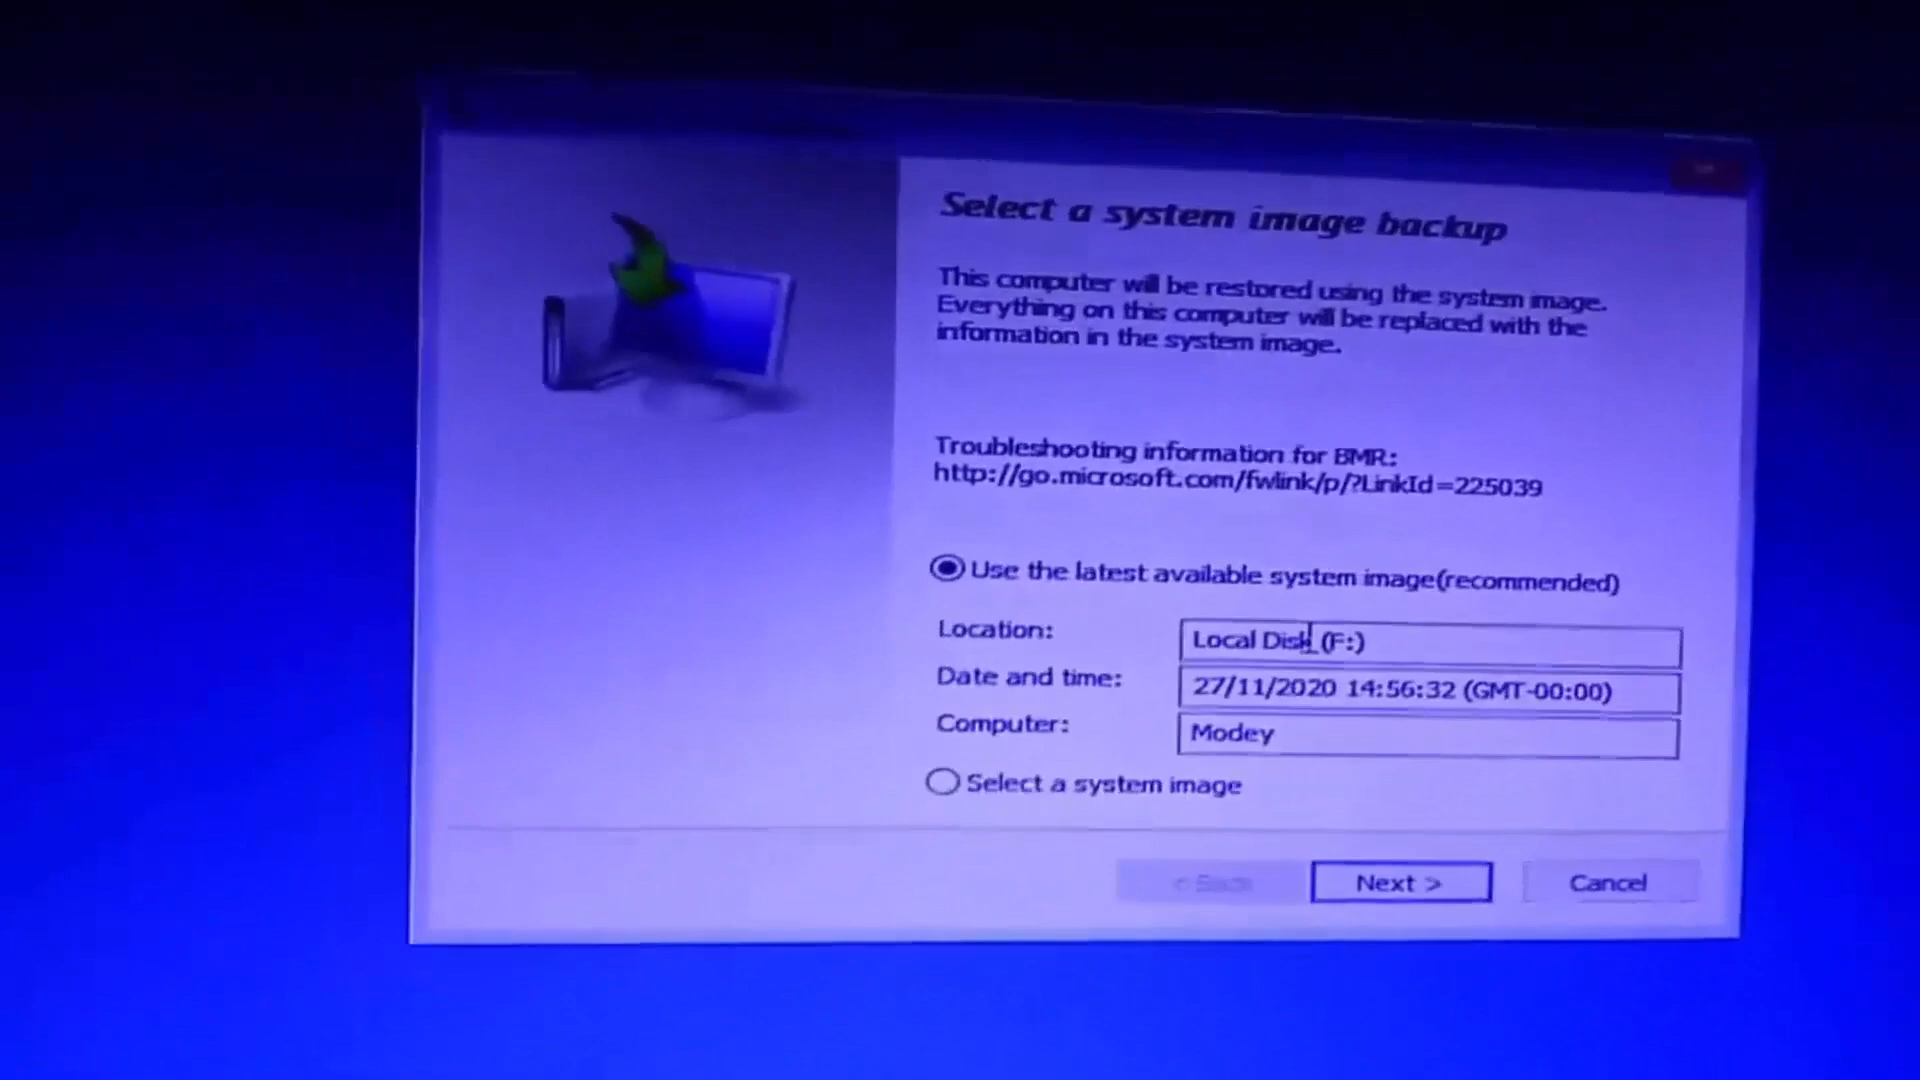 Select a system image backup
This computer will be restored using the system image.
Everything on this computer will be replaced with the
information in the system image.
Troubleshooting information for BMR:
http://go.microsoft.com/fwlink/p/?LinkId=225039
Use the latest available system image(recommended)
Location: Local Disk (F:)
Date and time: 27/11/2020 14:56:32 (GMT-00:00)
Computer: Modey
Select a system image
< Back Next > Cancel